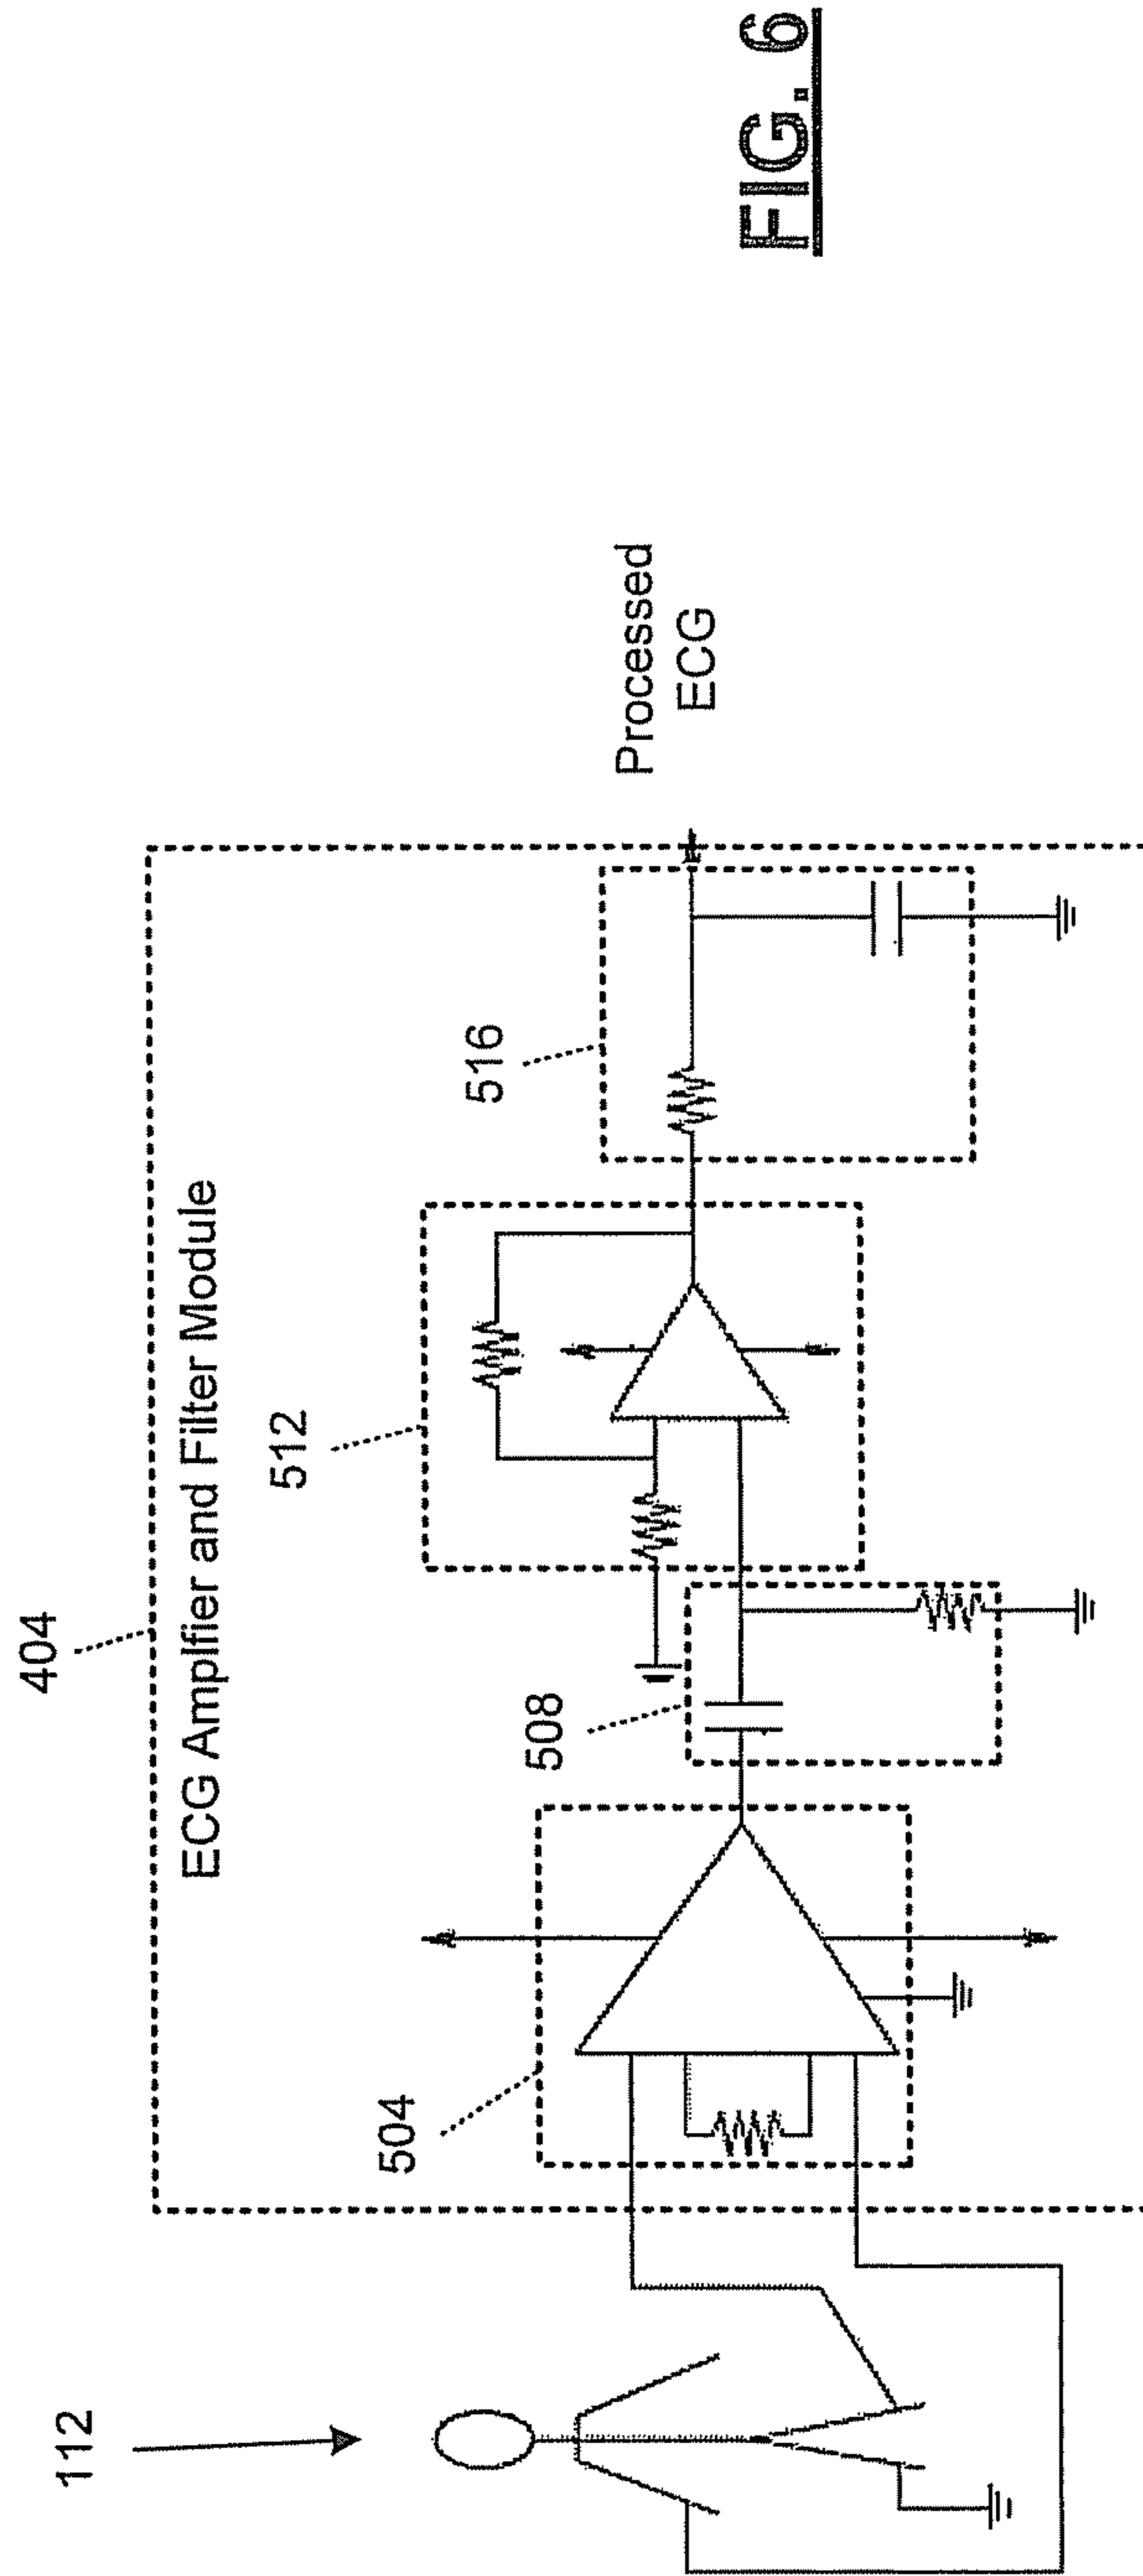 404
ECG Amplfier and Filter Module
112
504
508
512
516
Processed
ECG
FIG. 6